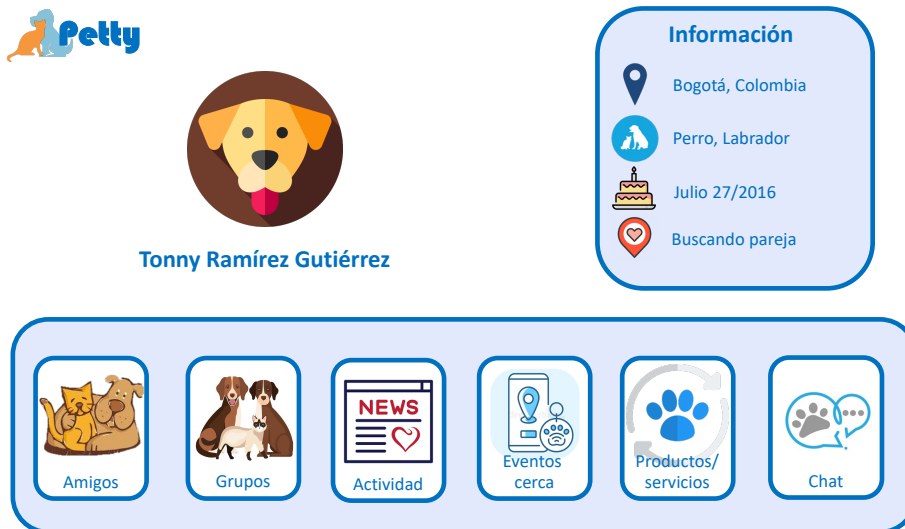 Petty
Información
Bogotá, Colombia
Perro, Labrador
Julio 27/2016
Buscando pareja
Tonny Ramírez Gutiérrez
NEWS
Amigos
Grupos
Actividad
Eventos
cerca
Productos/
servicios
Chat